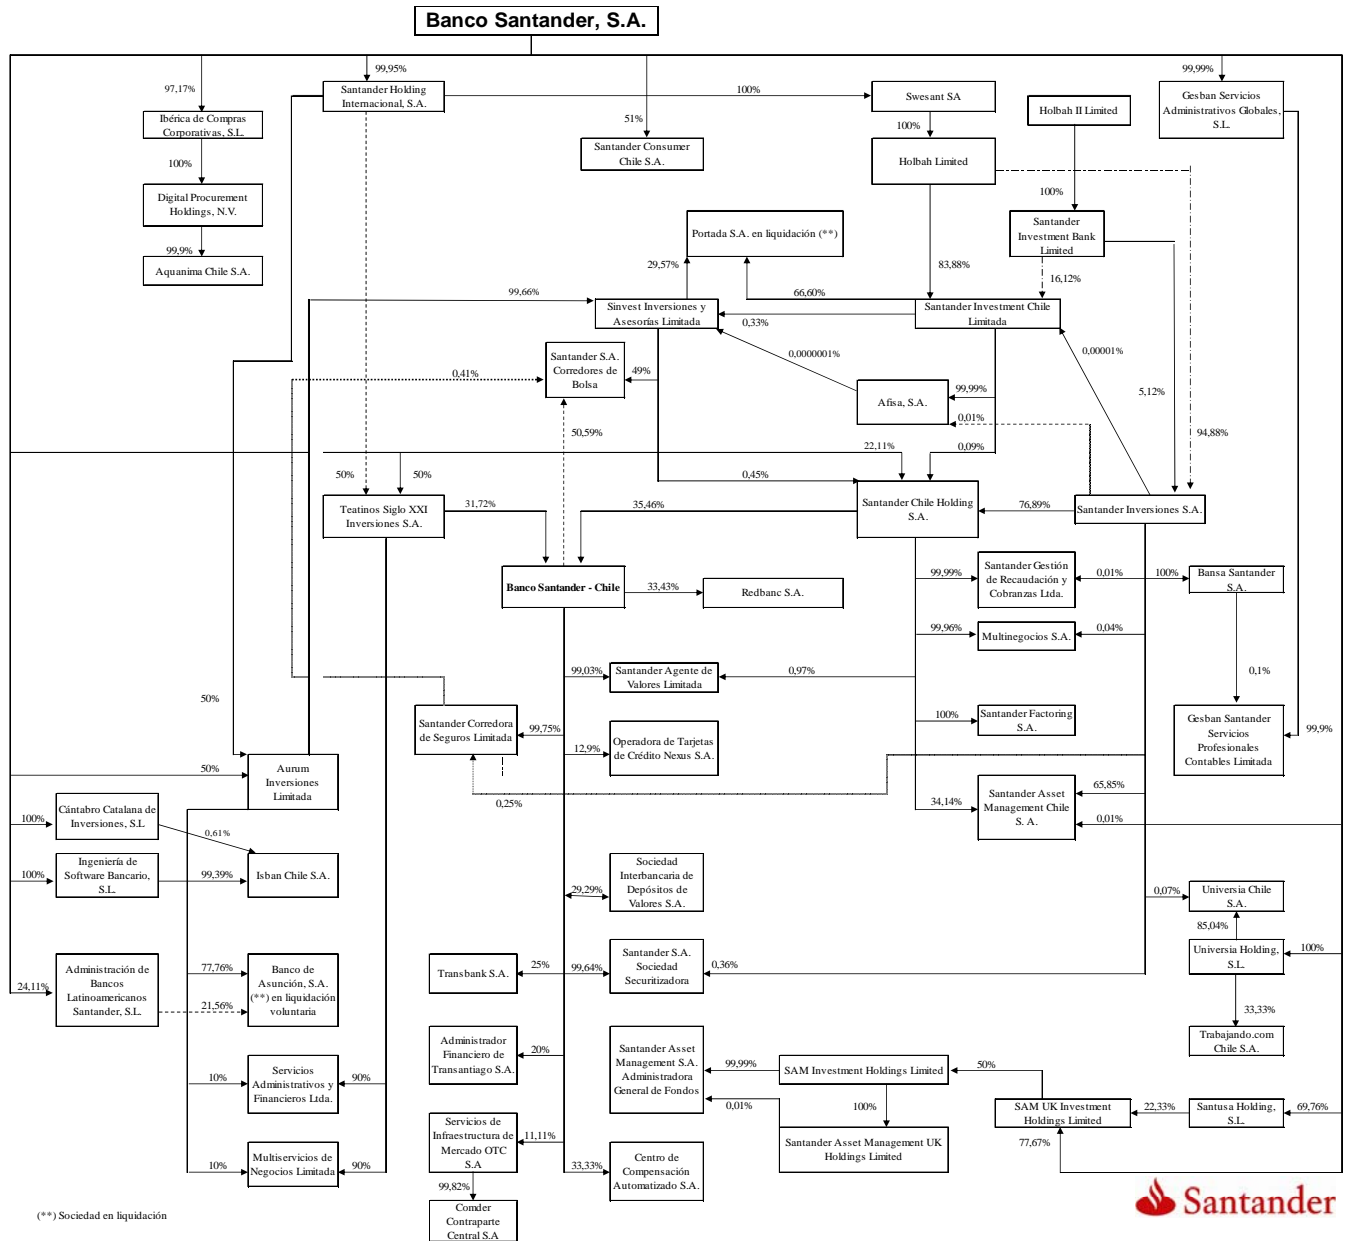 Banco Santander, S.A.
97,17%
99,95%
99,99%
Santander Holding
Internacional, S.A.
100%
Swesant SA
Holbah II Limited
Gesban Servicios
Administrativos Globales,
S.L.
Ibérica de Compras
Corporativas, S.L.
51%
100%
Santander Consumer
Chile S.A.
Holbah Limited
100%
100%
Digital Procurement
Holdings, N.V.
Santander
Investment Bank
Limited
Portada S.A. en liquidación (**)
99,9%
Aquanima Chile S.A.
29,57%
83,88%
16,12%
99,66%
66,60%
Sinvest Inversiones y
Asesorías Limitada
0,33%
Santander Investment Chile
Limitada
0,0000001%
0,00001%
Santander S.A.
Corredores de
Bolsa
0,41%
49%
Afisa, S.A.
99,99%
5,12%
0,01%
50,59%
94,88%
22,11%
0,09%
50%
50%
0,45%
Teatinos Siglo XXI
Inversiones S.A.
31,72%
35,46%
Santander Chile Holding
S.A.
76,89%
Santander Inversiones S.A.
Banco Santander - Chile
33,43%
Redbanc S.A.
99,99%
Santander Gestión
de Recaudación y
Cobranzas Ltda.
0,01%
100%
Bansa Santander
S.A.
99,96%
Multinegocios S.A.
0,04%
99,03%
Santander Agente de
Valores Limitada
0,97%
0,1%
50%
Santander Corredora
de Seguros Limitada
99,75%
12,9%
Operadora de Tarjetas
de Crédito Nexus S.A.
100%
Santander Factoring
S.A.
Gesban Santander
Servicios
Profesionales
Contables Limitada
99,9%
50%
Aurum
Inversiones
Limitada
0,25%
34,14%
Santander Asset
Management Chile
S. A.
65,85%
0,01%
100%
Cántabro Catalana de
Inversiones, S.L
0,61%
100%
Ingeniería de
Software Bancario,
S.L.
99,39%
Isban Chile S.A.
29,29%
Sociedad
Interbancaria de
Depósitos de
Valores S.A.
0,07%
Universia Chile
S.A.
85,04%
24,11%
Administración de
Bancos
Latinoamericanos
Santander, S.L.
77,76%
21,56%
Banco de
Asunción, S.A.
(**) en liquidación
voluntaria
Transbank S.A.
25%
99,64%
Santander S.A.
Sociedad
Securitizadora
0,36%
Universia Holding,
S.L.
100%
33,33%
Trabajando.com
Chile S.A.
Administrador
Financiero de
Transantiago S.A.
20%
Santander Asset
Management S.A.
Administradora
General de Fondos
99,99%
0,01%
SAM Investment Holdings Limited
50%
100%
10%
Servicios
Administrativos y
Financieros Ltda.
90%
SAM UK Investment
Holdings Limited
22,33%
Santusa Holding,
S.L.
69,76%
77,67%
Servicios de
Infraestructura de
Mercado OTC
S.A
11,11%
Santander Asset Management UK
Holdings Limited
10%
Multiservicios de
Negocios Limitada
90%
33,33%
Centro de
Compensación
Automatizado S.A.
99,82%
Comder
Contraparte
Central S.A
(**) Sociedad en liquidación
Santander